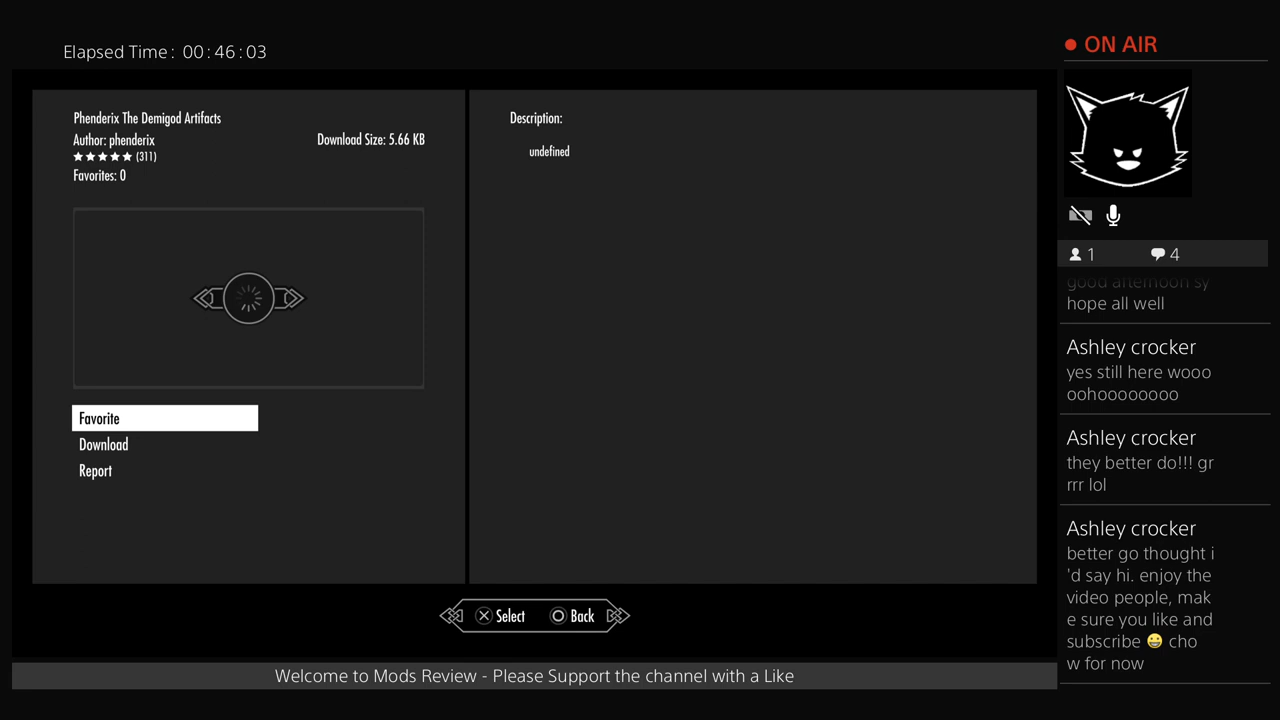 Elapsed Time: 00:46:03
ON AIR
Phenderix The Demigod Artifacts
Author: phenderix
Download Size: 5.66 KB
(311)
Favorites: 0
Description:
undefined
Favorite
Download
Report
Select
Back
Welcome to Mods Review - Please Support the channel with a Like
1
4
good afternoon sy
hope all well
Ashley crocker
yes still here wooo
oohoooooooo
Ashley crocker
they better do!!! gr
rrr lol
Ashley crocker
better go thought i
'd say hi. enjoy the
video people, mak
e sure you like and
subscribe 😀 cho
w for now